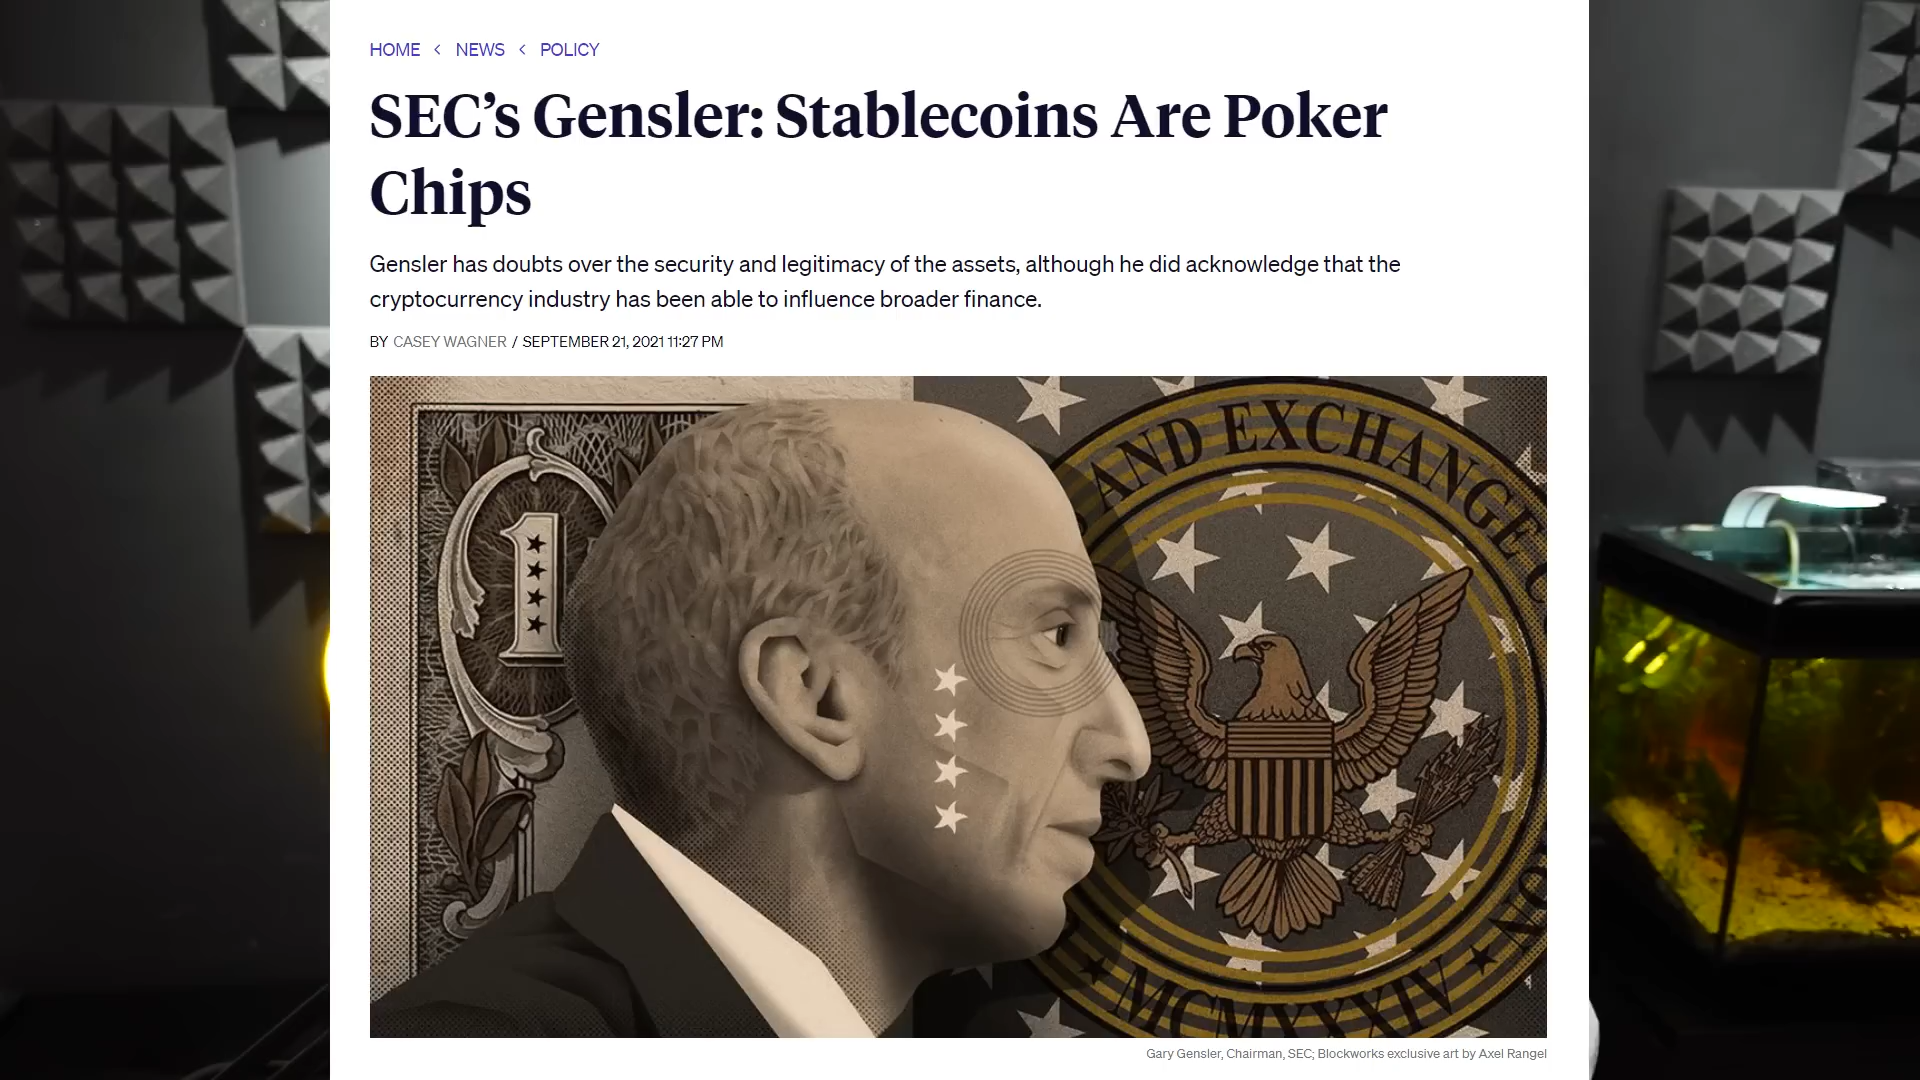 HOME < NEWS < POLICY
SEC’s Gensler: Stablecoins Are Poker
Chips
Gensler has doubts over the security and legitimacy of the assets, although he did acknowledge that the
cryptocurrency industry has been able to influence broader finance.
BY CASEY WAGNER / SEPTEMBER 21, 2021 11:27 PM
1
AND EXCHANGE
MCMXXXIV
Gary Gensler, Chairman, SEC; Blockworks exclusive art by Axel Rangel